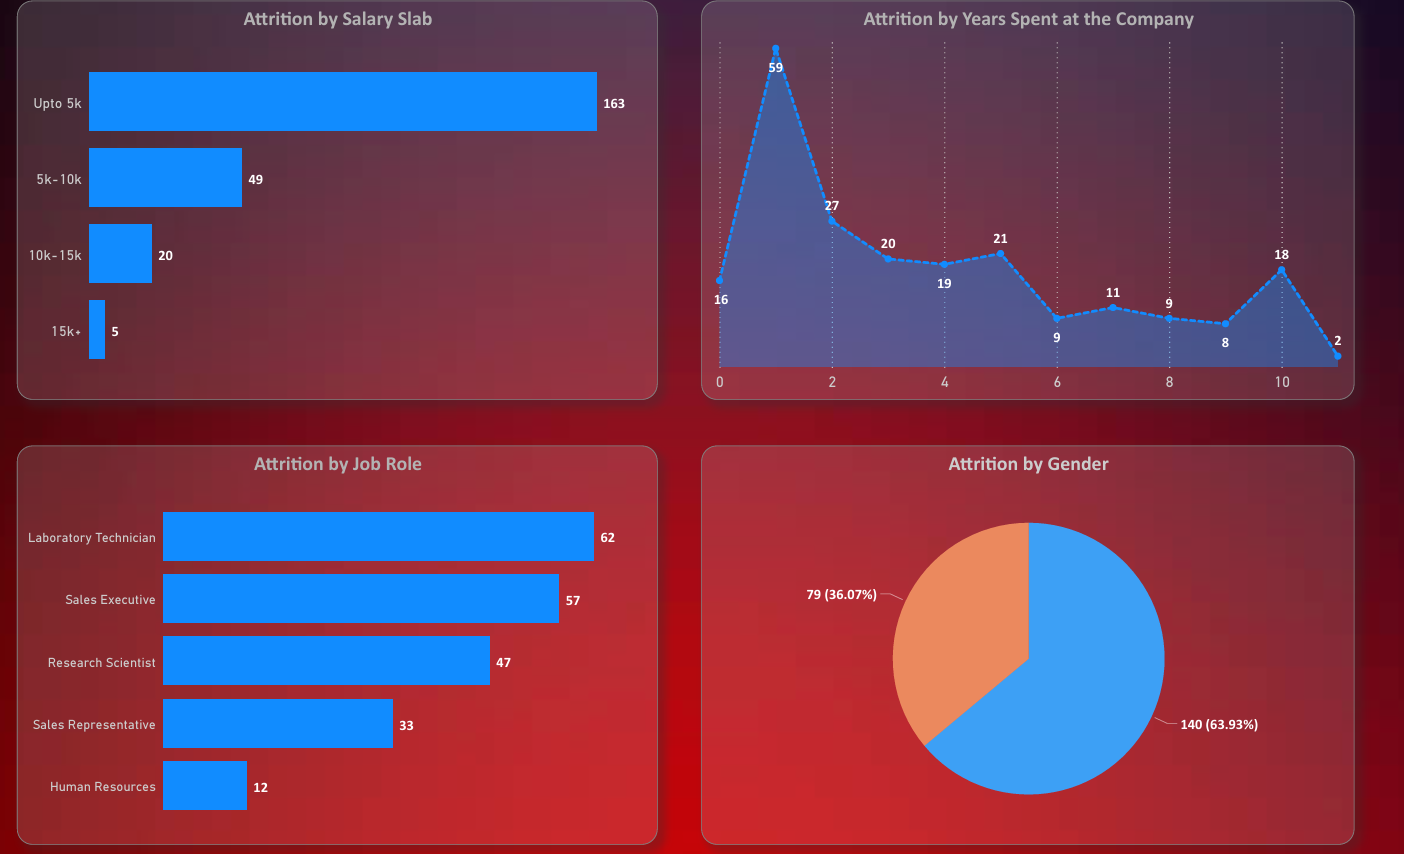 Attrition by Salary Slab
Upto 5k 163
5k-10k 49
10k-15k 20
15k+ 5
Attrition by Years Spent at the Company
59
27
20
21
18
16
19
11
9
9
8
2
0 2 4 6 8 10
Attrition by Job Role
Laboratory Technician 62
Sales Executive 57
Research Scientist 47
Sales Representative 33
Human Resources 12
Attrition by Gender
79 (36.07%)
140 (63.93%)